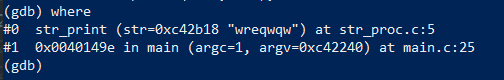 (gdb) where
#0  str_print (str=0xc42b18 "wreqwqw") at str_proc.c:5
#1  0x0040149e in main (argc=1, argv=0xc42240) at main.c:25
(gdb)